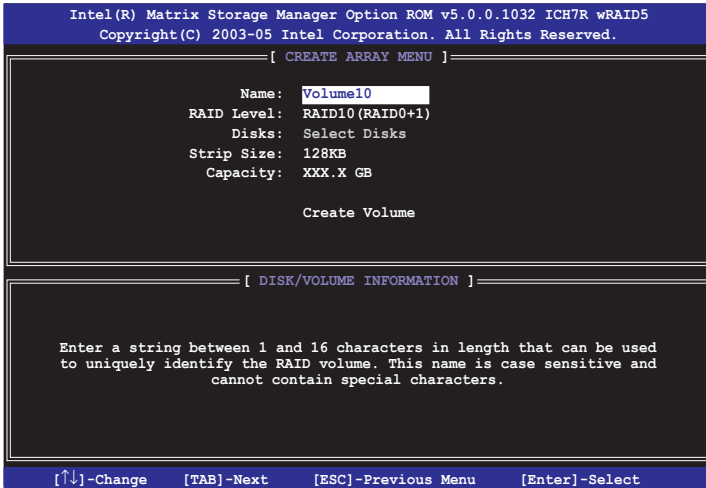 Intel(R) Matrix Storage Manager Option ROM v5.0.0.1032 ICH7R wRAID5
Copyright(C) 2003-05 Intel Corporation. All Rights Reserved.
[ CREATE ARRAY MENU ]
Name: Volume10
RAID Level: RAID10(RAID0+1)
Disks: Select Disks
Strip Size: 128KB
Capacity: XXX.X GB
Create Volume
[ DISK/VOLUME INFORMATION ]
Enter a string between 1 and 16 characters in length that can be used
to uniquely identify the RAID volume. This name is case sensitive and
cannot contain special characters.
[↑↓]-Change [TAB]-Next [ESC]-Previous Menu [Enter]-Select